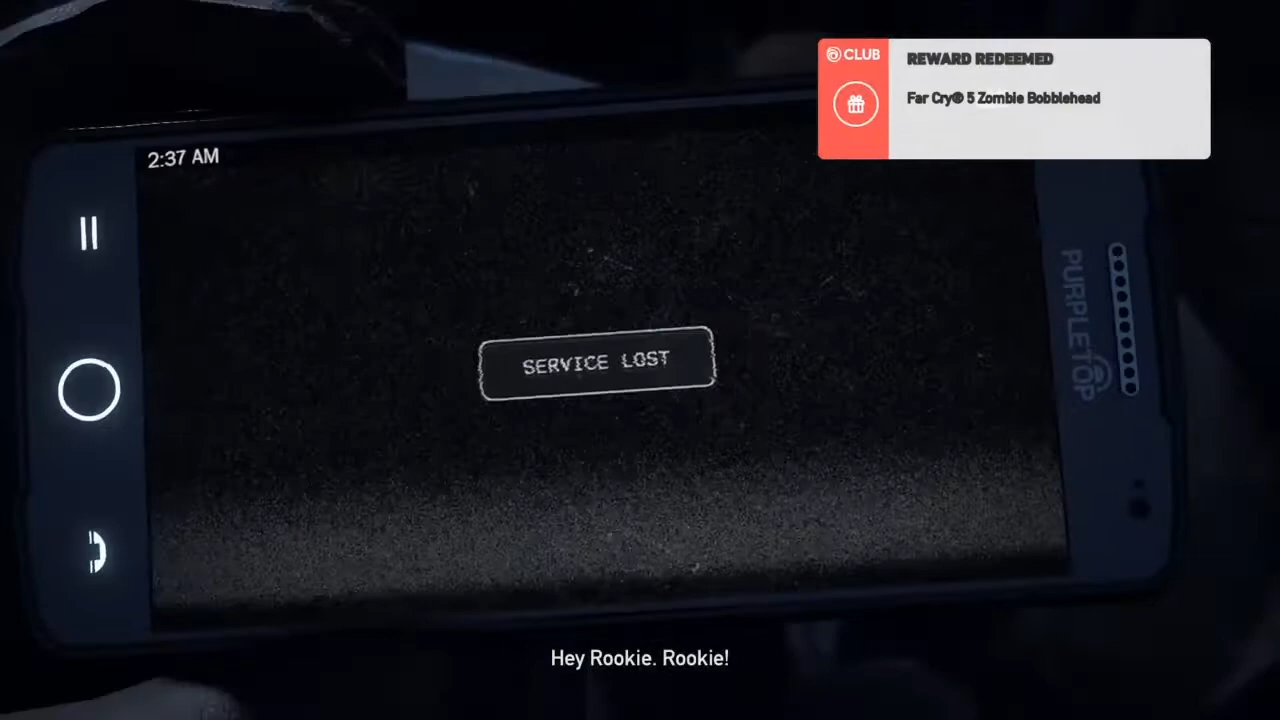 CLUB
REWARD REDEEMED
Far Cry® 5 Zombie Bobblehead
2:37 AM
SERVICE LOST
PURPLETOP
Hey Rookie. Rookie!